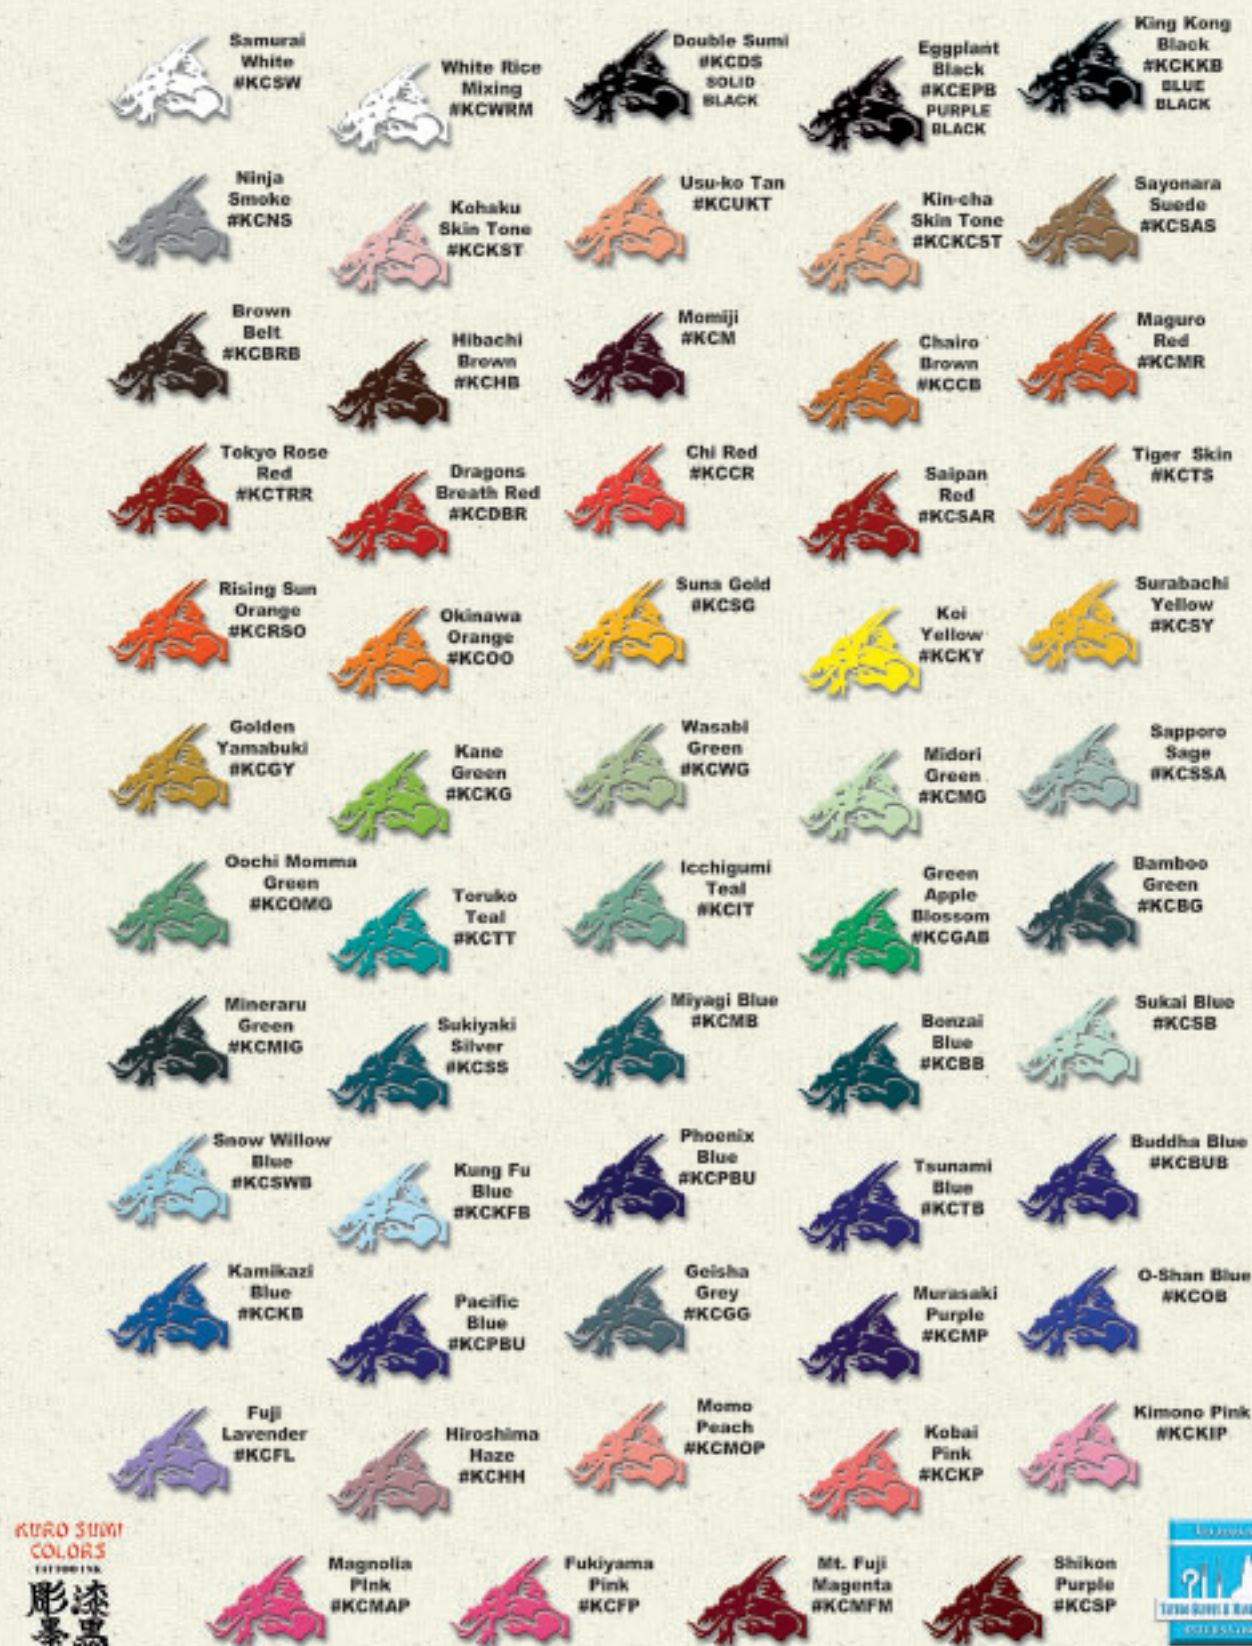 Samurai
White
#KCSW
White Rice
Mixing
#KCWRM
Double Sumi
#KCDS
SOLID
BLACK
Eggplant
Black
#KCEPB
PURPLE
BLACK
King Kong
Black
#KCKKB
BLUE
BLACK
Ninja
Smoke
#KCNS
Kohaku
Skin Tone
#KCKST
Usu-ko Tan
#KCUKT
Kin-cha
Skin Tone
#KCKCST
Sayonara
Suede
#KCSAS
Brown
Belt
#KCBRB
Hibachi
Brown
#KCHB
Momiji
#KCM
Chairo
Brown
#KCCB
Maguro
Red
#KCMR
Tokyo Rose
Red
#KCTRR
Dragons
Breath Red
#KCDBR
Chi Red
#KCCR
Saipan
Red
#KCSAR
Tiger Skin
#KCTS
Rising Sun
Orange
#KCRSO
Okinawa
Orange
#KCOO
Suna Gold
#KCSG
Koi
Yellow
#KCKY
Surabachi
Yellow
#KCSY
Golden
Yamabuki
#KCGY
Kane
Green
#KCKG
Wasabi
Green
#KCWG
Midori
Green
#KCMG
Sapporo
Sage
#KCSSA
Oochi Momma
Green
#KCOMG
Toruko
Teal
#KCTT
Icchigumi
Teal
#KCIT
Green
Apple
Blossom
#KCGAB
Bamboo
Green
#KCBG
Mineraru
Green
#KCMIG
Sukiyaki
Silver
#KCSS
Miyagi Blue
#KCMB
Bonzai
Blue
#KCBB
Sukai Blue
#KCSB
Snow Willow
Blue
#KCSWB
Kung Fu
Blue
#KCKFB
Phoenix
Blue
#KCPBU
Tsunami
Blue
#KCTB
Buddha Blue
#KCBUB
Kamikazi
Blue
#KCKB
Pacific
Blue
#KCPBU
Geisha
Grey
#KCGG
Murasaki
Purple
#KCMP
O-Shan Blue
#KCOB
Fuji
Lavender
#KCFL
Hiroshima
Haze
#KCHH
Momo
Peach
#KCMOP
Kobai
Pink
#KCKP
Kimono Pink
#KCKIP
KURO SUMI
COLORS
TATTOO INK
彫漆
墨黒
Magnolia
Pink
#KCMAP
Fukiyama
Pink
#KCFP
Mt. Fuji
Magenta
#KCMFM
Shikon
Purple
#KCSP